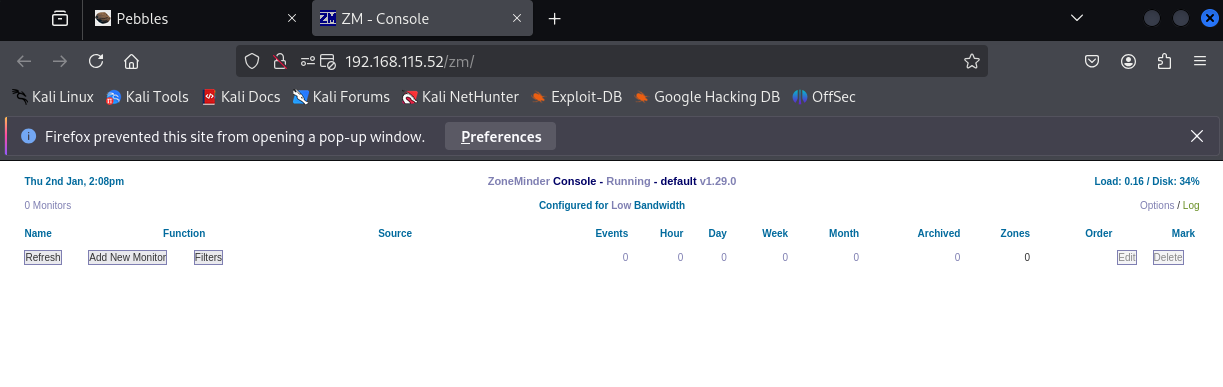 Pebbles ZM - Console
192.168.115.52/zm/
Kali Linux Kali Tools Kali Docs Kali Forums Kali NetHunter Exploit-DB Google Hacking DB OffSec
Firefox prevented this site from opening a pop-up window. Preferences
Thu 2nd Jan, 2:08pm ZoneMinder Console - Running - default v1.29.0 Load: 0.16 / Disk: 34%
0 Monitors Configured for Low Bandwidth Options / Log
Name Function Source Events Hour Day Week Month Archived Zones Order Mark
Refresh Add New Monitor Filters 0 0 0 0 0 0 0 Edit Delete